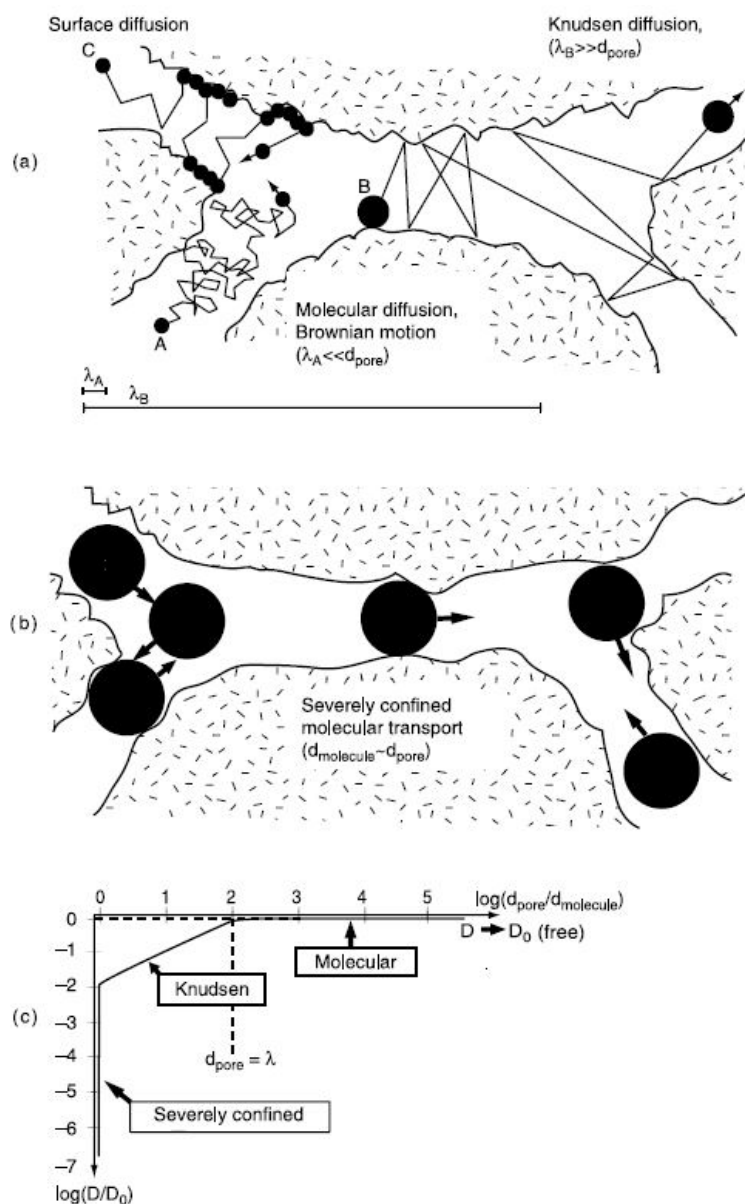 Surface diffusion
Knudsen diffusion,
(λB>>dpore)
C
(a)
B
Molecular diffusion,
Brownian motion
(λA<<dpore)
A
λA
λB
(b)
Severely confined
molecular transport
(dmolecule~dpore)
0 1 2 3 4 5 log(dpore/dmolecule)
0
D → D0 (free)
–1
Molecular
Knudsen
–2
–3
(c)
–4
dpore = λ
–5
Severely confined
–6
–7
log(D/D0)